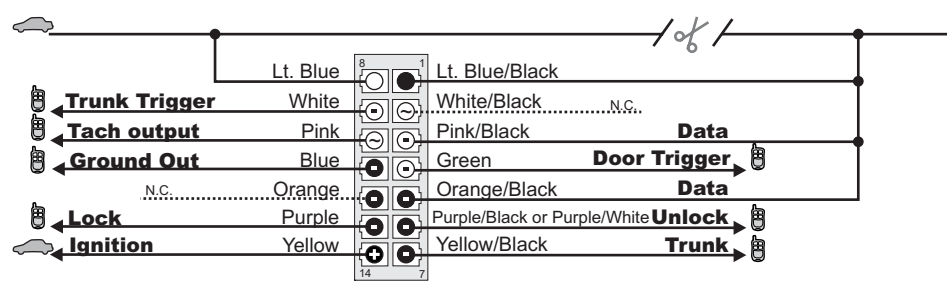 8 1
Lt. Blue Lt. Blue/Black
Trunk Trigger White White/Black N.C.
Tach output Pink Pink/Black Data
Ground Out Blue Green Door Trigger
N.C. Orange Orange/Black Data
Lock Purple Purple/Black or Purple/White Unlock
Ignition Yellow Yellow/Black Trunk
14 7